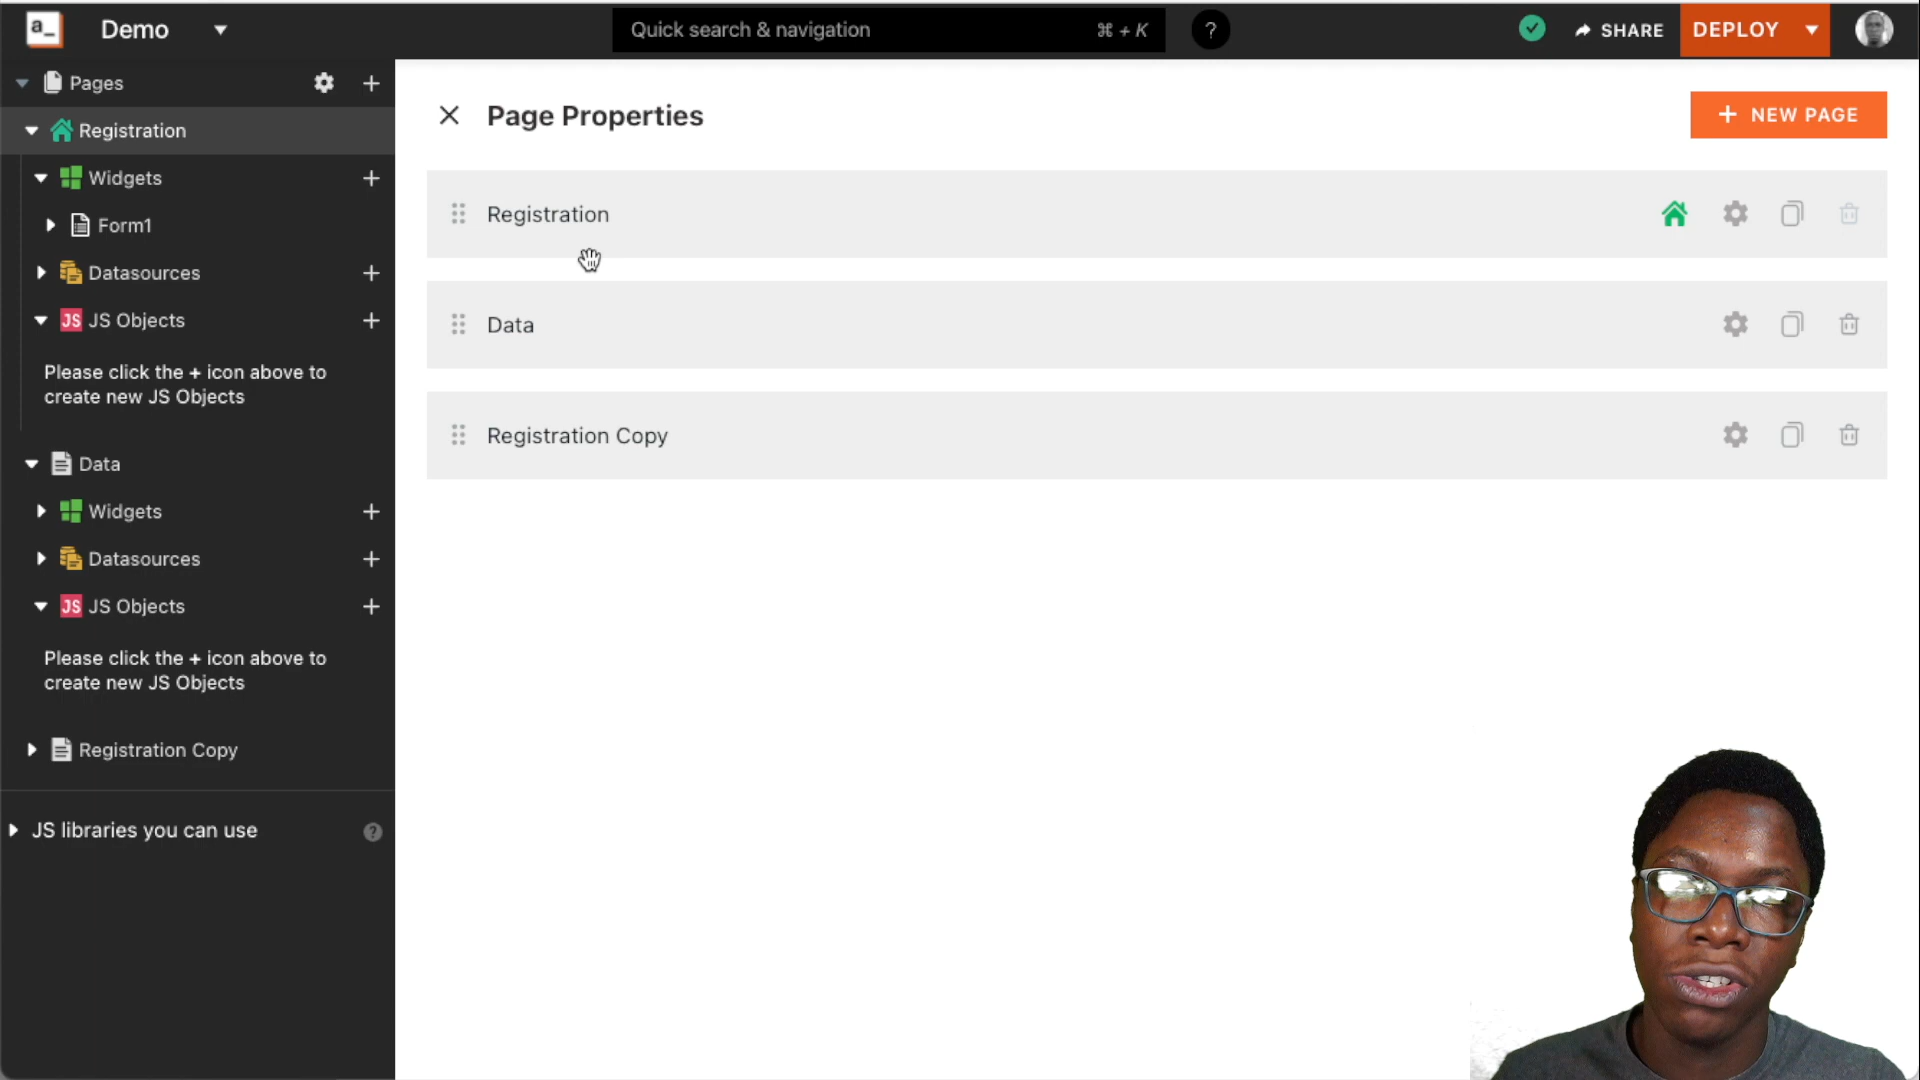 a_ Demo Quick search & navigation ⌘ + K ? SHARE DEPLOY
Pages
Registration
Widgets
Form1
Datasources
JS JS Objects
Please click the + icon above to
create new JS Objects
Data
Widgets
Datasources
JS JS Objects
Please click the + icon above to
create new JS Objects
Registration Copy
JS libraries you can use ?
Page Properties
+ NEW PAGE
Registration
Data
Registration Copy